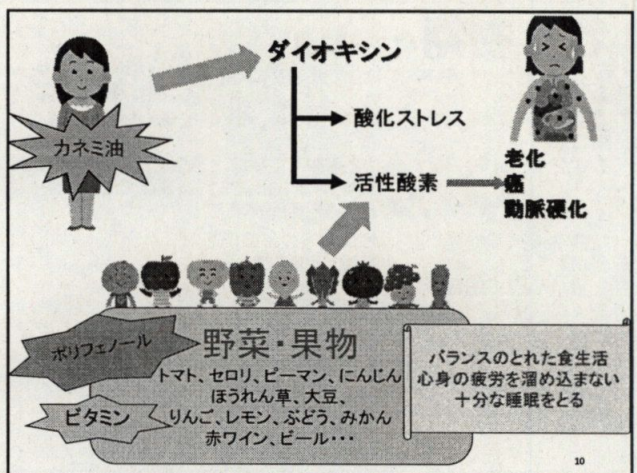 ダイオキシン
カネミ油
酸化ストレス
活性酸素
老化
癌
動脈硬化
ポリフェノール
ビタミン
野菜・果物
トマト、セロリ、ピーマン、にんじん
ほうれん草、大豆、
りんご、レモン、ぶどう、みかん
赤ワイン、ビール・・・
バランスのとれた食生活
心身の疲労を溜め込まない
十分な睡眠をとる
10